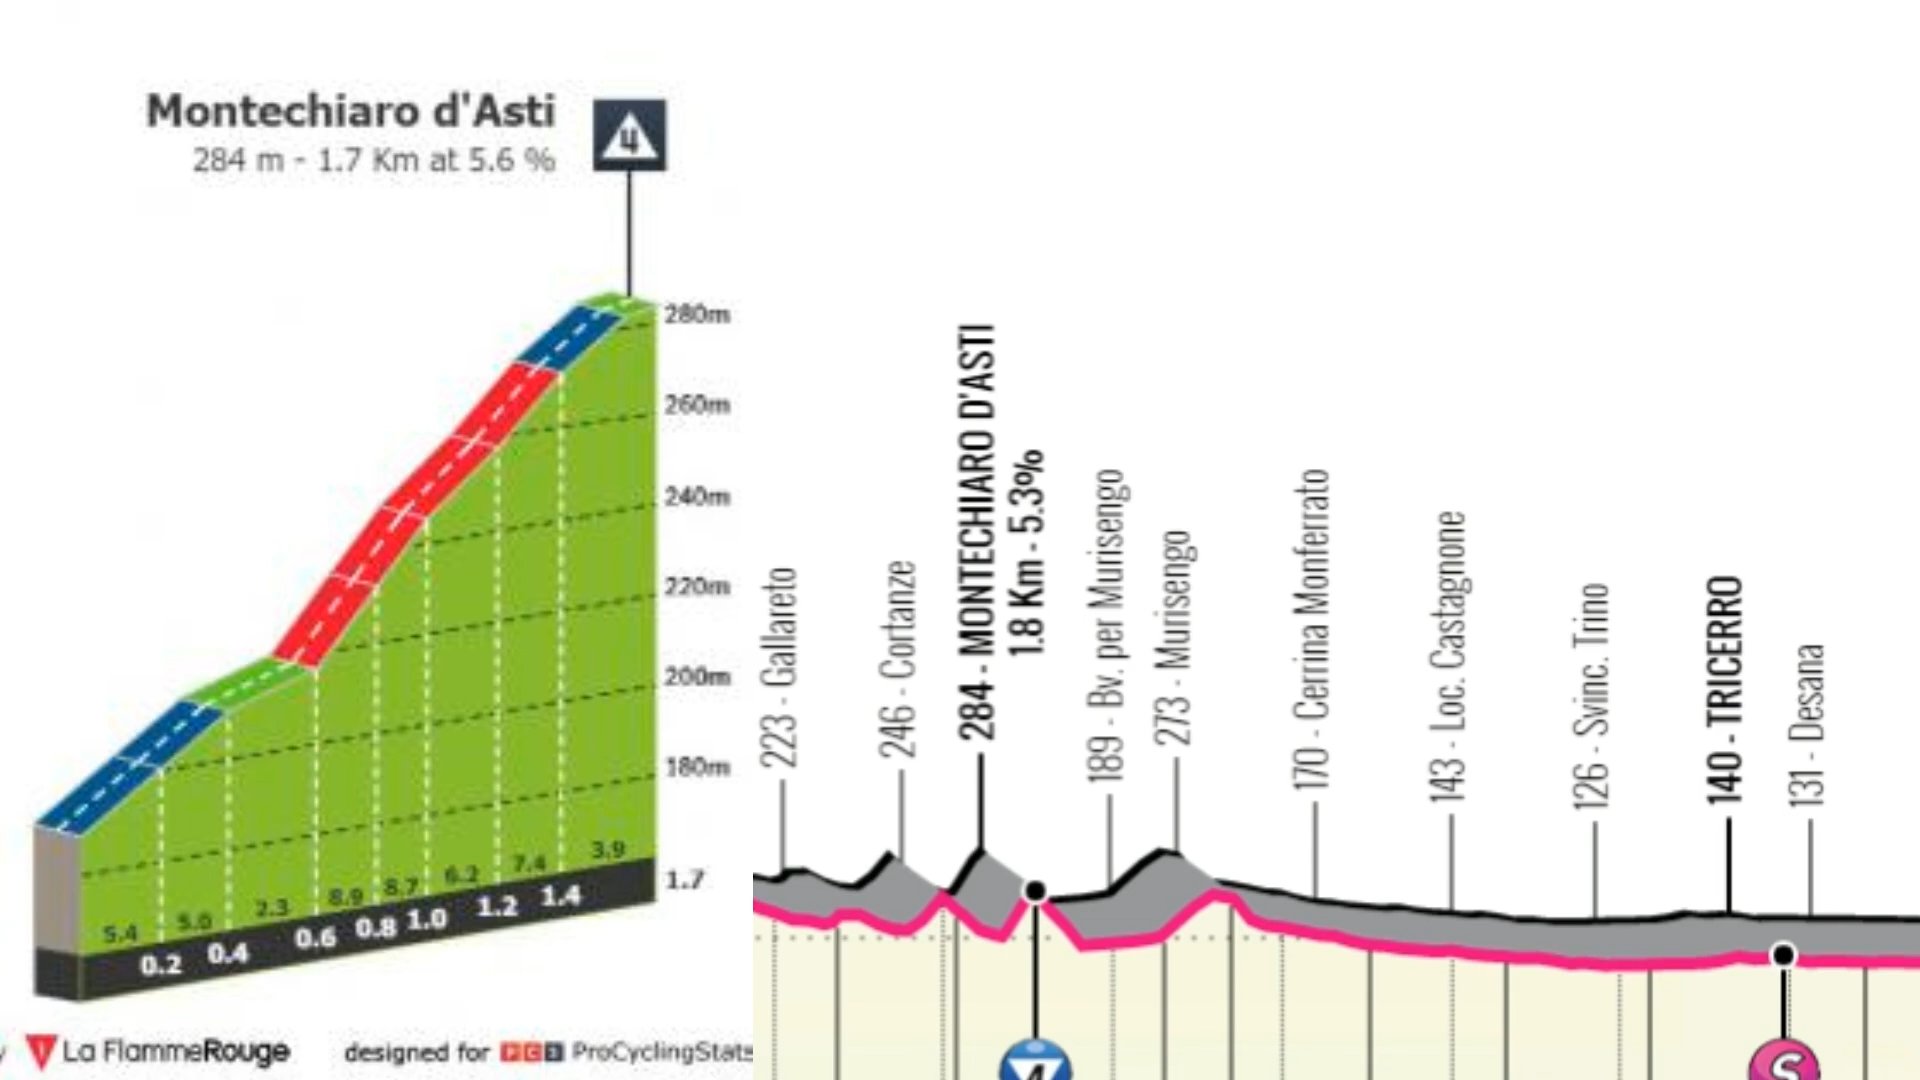 Montechiaro d'Asti
284 m - 1.7 Km at 5.6 %
4
280m
260m
240m
220m
200m
180m
1.7
5.4 5.0 2.3 8.9 8.7 6.2 7.4 3.9
0.2 0.4 0.6 0.8 1.0 1.2 1.4
La FlammeRouge
designed for PCS ProCyclingStats
223 - Gallareto
246 - Cortanze
284 - MONTECHIARO D'ASTI
1.8 Km - 5.3%
189 - Bv. per Murisengo
273 - Murisengo
170 - Cerrina Monferrato
143 - Loc. Castagnone
126 - Svinc. Trino
140 - TRICERRO
131 - Desana
4
S